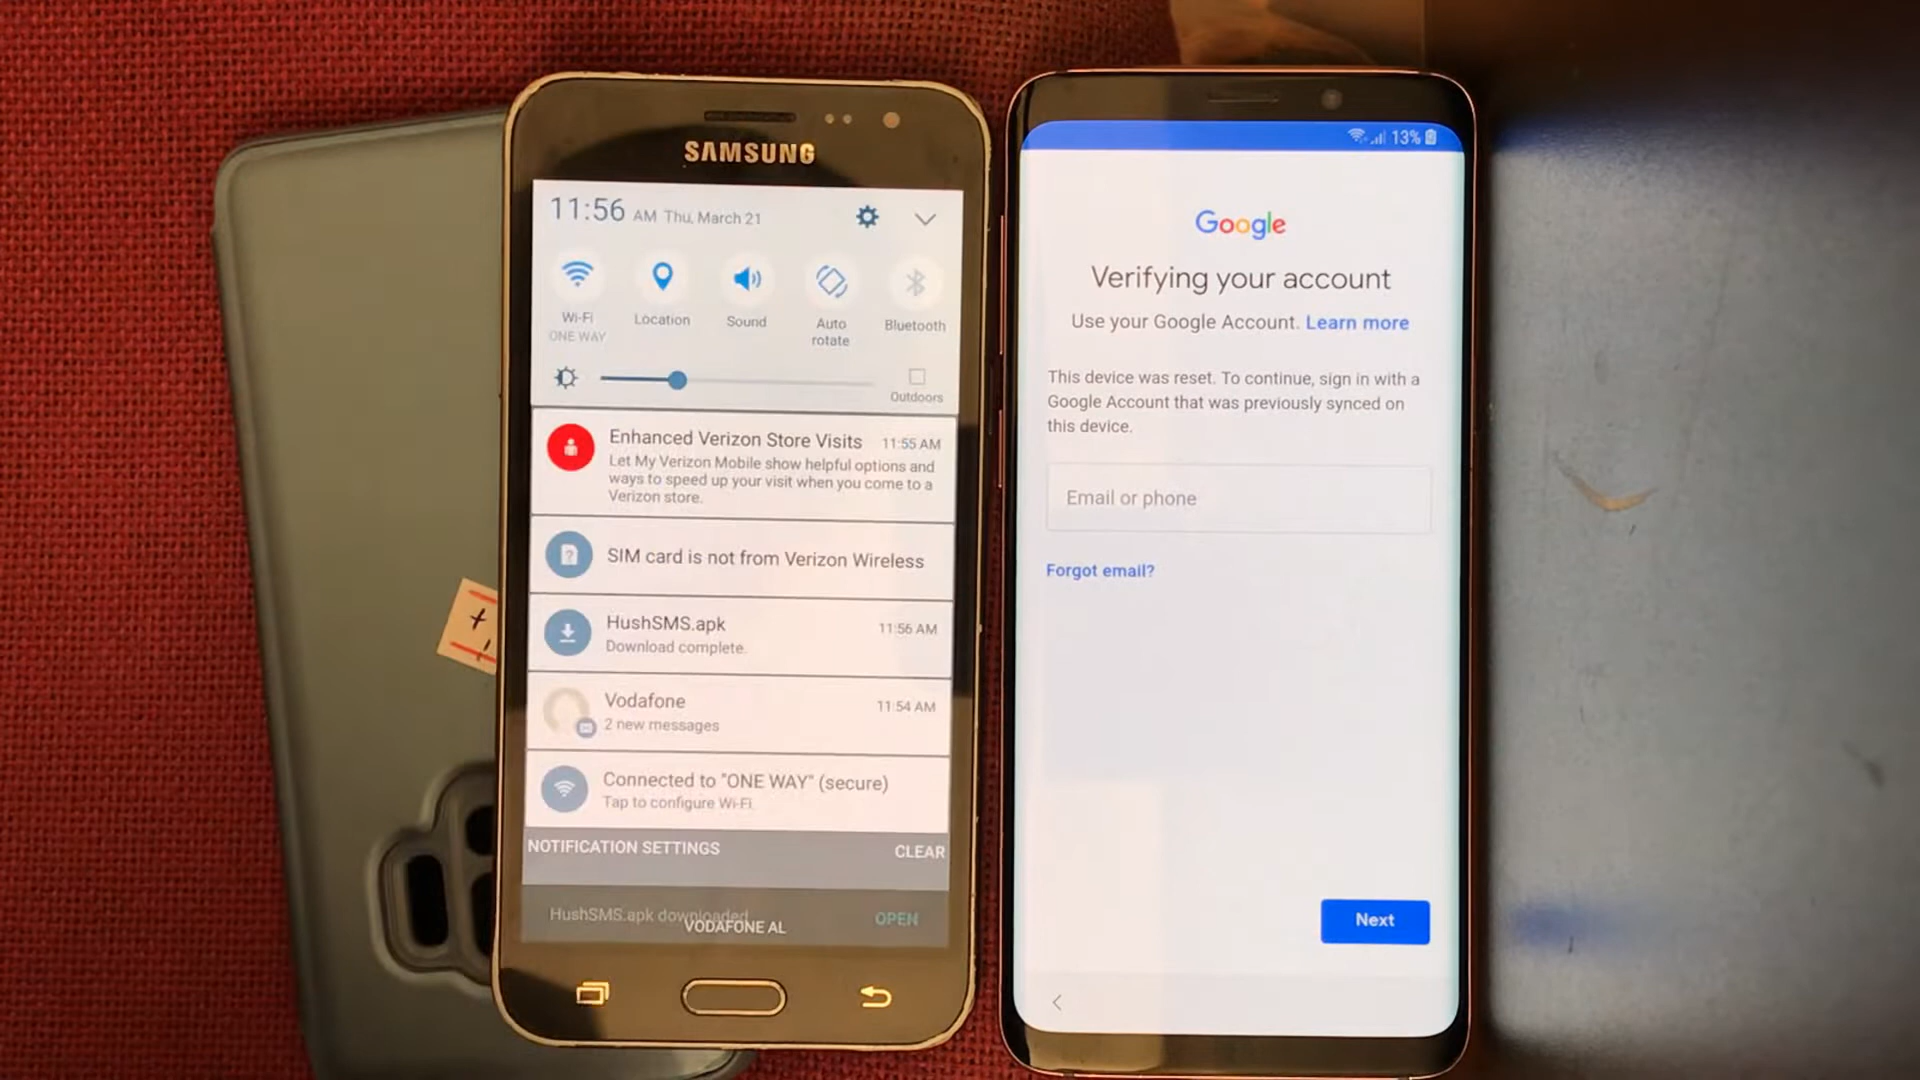 SAMSUNG
11:56 AM Thu, March 21
Wi-Fi
ONE WAY
Location
Sound
Auto
rotate
Bluetooth
Outdoors
Enhanced Verizon Store Visits 11:55 AM
Let My Verizon Mobile show helpful options and
ways to speed up your visit when you come to a
Verizon store.
SIM card is not from Verizon Wireless
HushSMS.apk 11:56 AM
Download complete.
Vodafone 11:54 AM
2 new messages
Connected to "ONE WAY" (secure)
Tap to configure Wi-Fi.
NOTIFICATION SETTINGS CLEAR
HushSMS.apk downloaded OPEN
VODAFONE AL
13%
Google
Verifying your account
Use your Google Account. Learn more
This device was reset. To continue, sign in with a
Google Account that was previously synced on
this device.
Email or phone
Forgot email?
Next